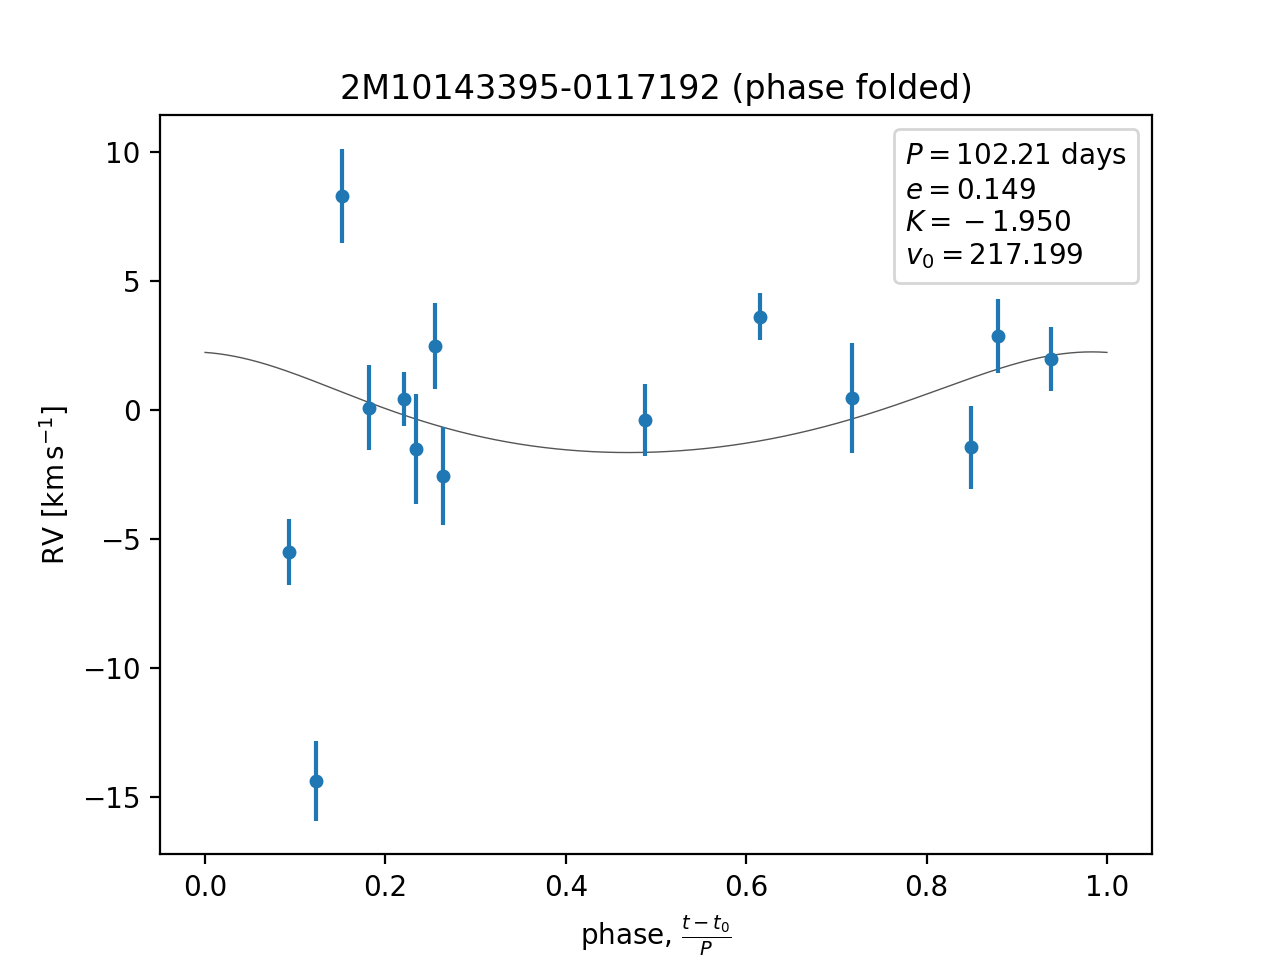 2M10143395-0117192 (phase folded)
P = 102.21 days
e = 0.149
K = −1.950
v₀ = 217.199
RV [km s⁻¹]
10
5
0
−5
−10
−15
0.0 0.2 0.4 0.6 0.8 1.0
phase, (t − t₀)/P